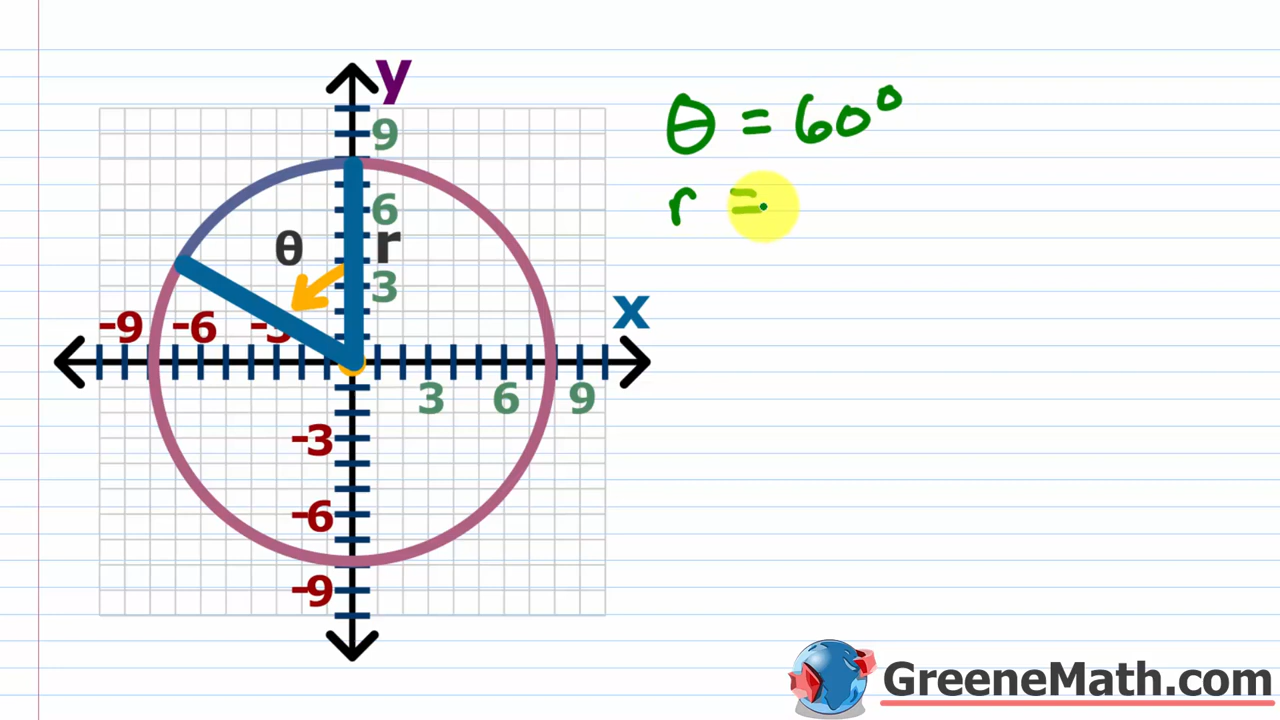 y
θ = 60°
r =
9
6
θ
r
3
x
-9 -6 -3
3 6 9
-3
-6
-9
GreeneMath.com